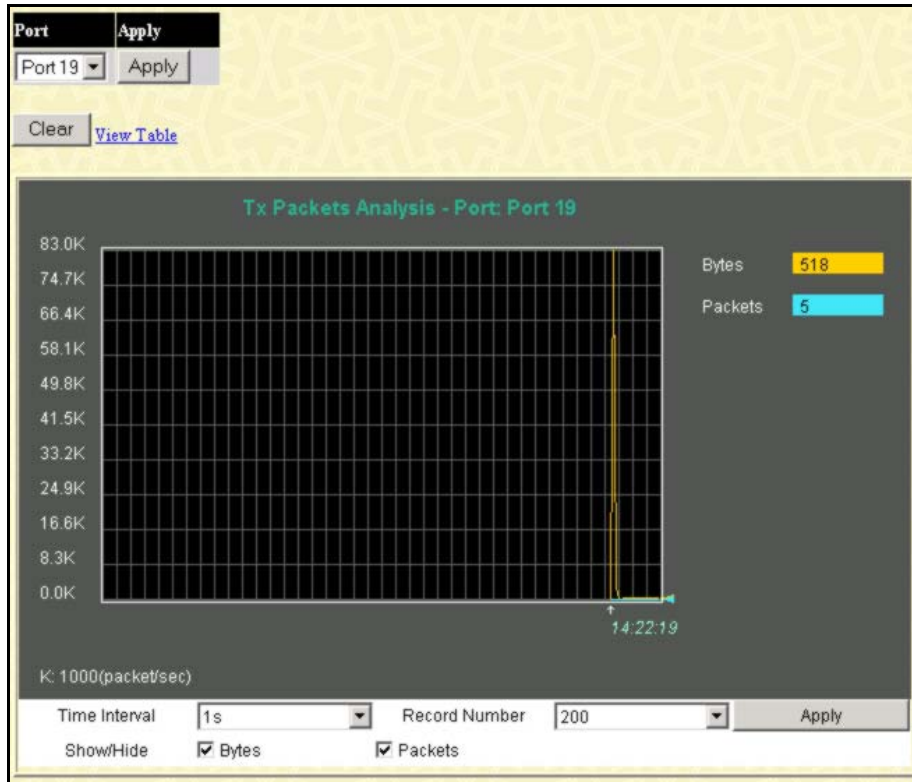 Port Apply
Port 19 Apply
Clear View Table
Tx Packets Analysis - Port: Port 19
83.0K
74.7K
66.4K
58.1K
49.8K
41.5K
33.2K
24.9K
16.6K
8.3K
0.0K
Bytes 518
Packets 5
14:22:19
K: 1000(packet/sec)
Time Interval 1s Record Number 200 Apply
Show/Hide Bytes Packets